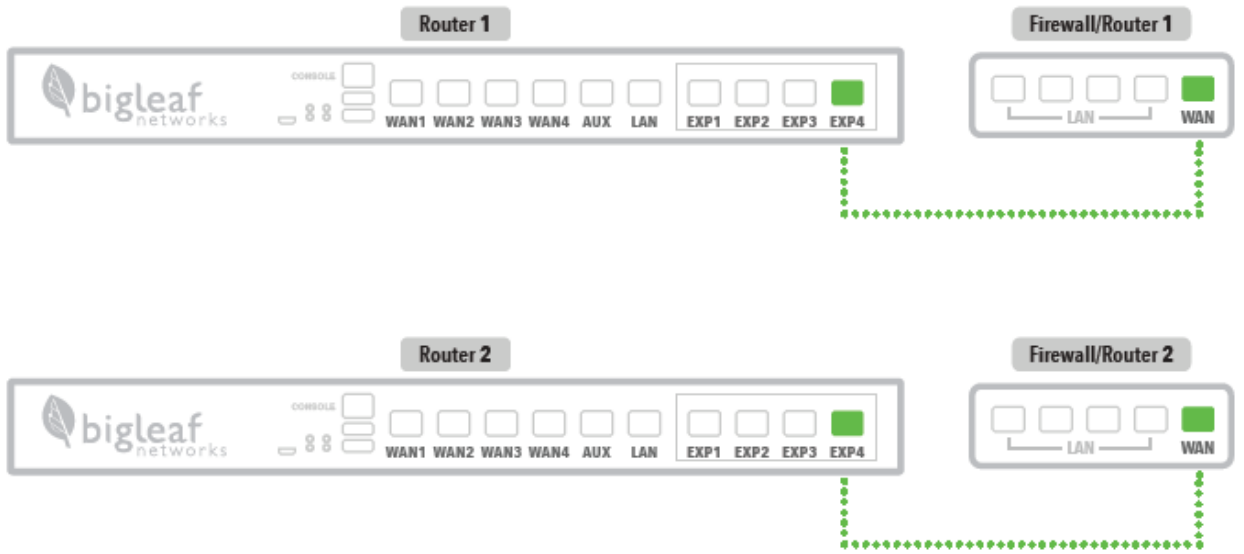 Router 1
Firewall/Router 1
bigleaf
networks
CONSOLE
WAN1 WAN2 WAN3 WAN4 AUX LAN EXP1 EXP2 EXP3 EXP4
LAN
WAN
Router 2
Firewall/Router 2
bigleaf
networks
CONSOLE
WAN1 WAN2 WAN3 WAN4 AUX LAN EXP1 EXP2 EXP3 EXP4
LAN
WAN